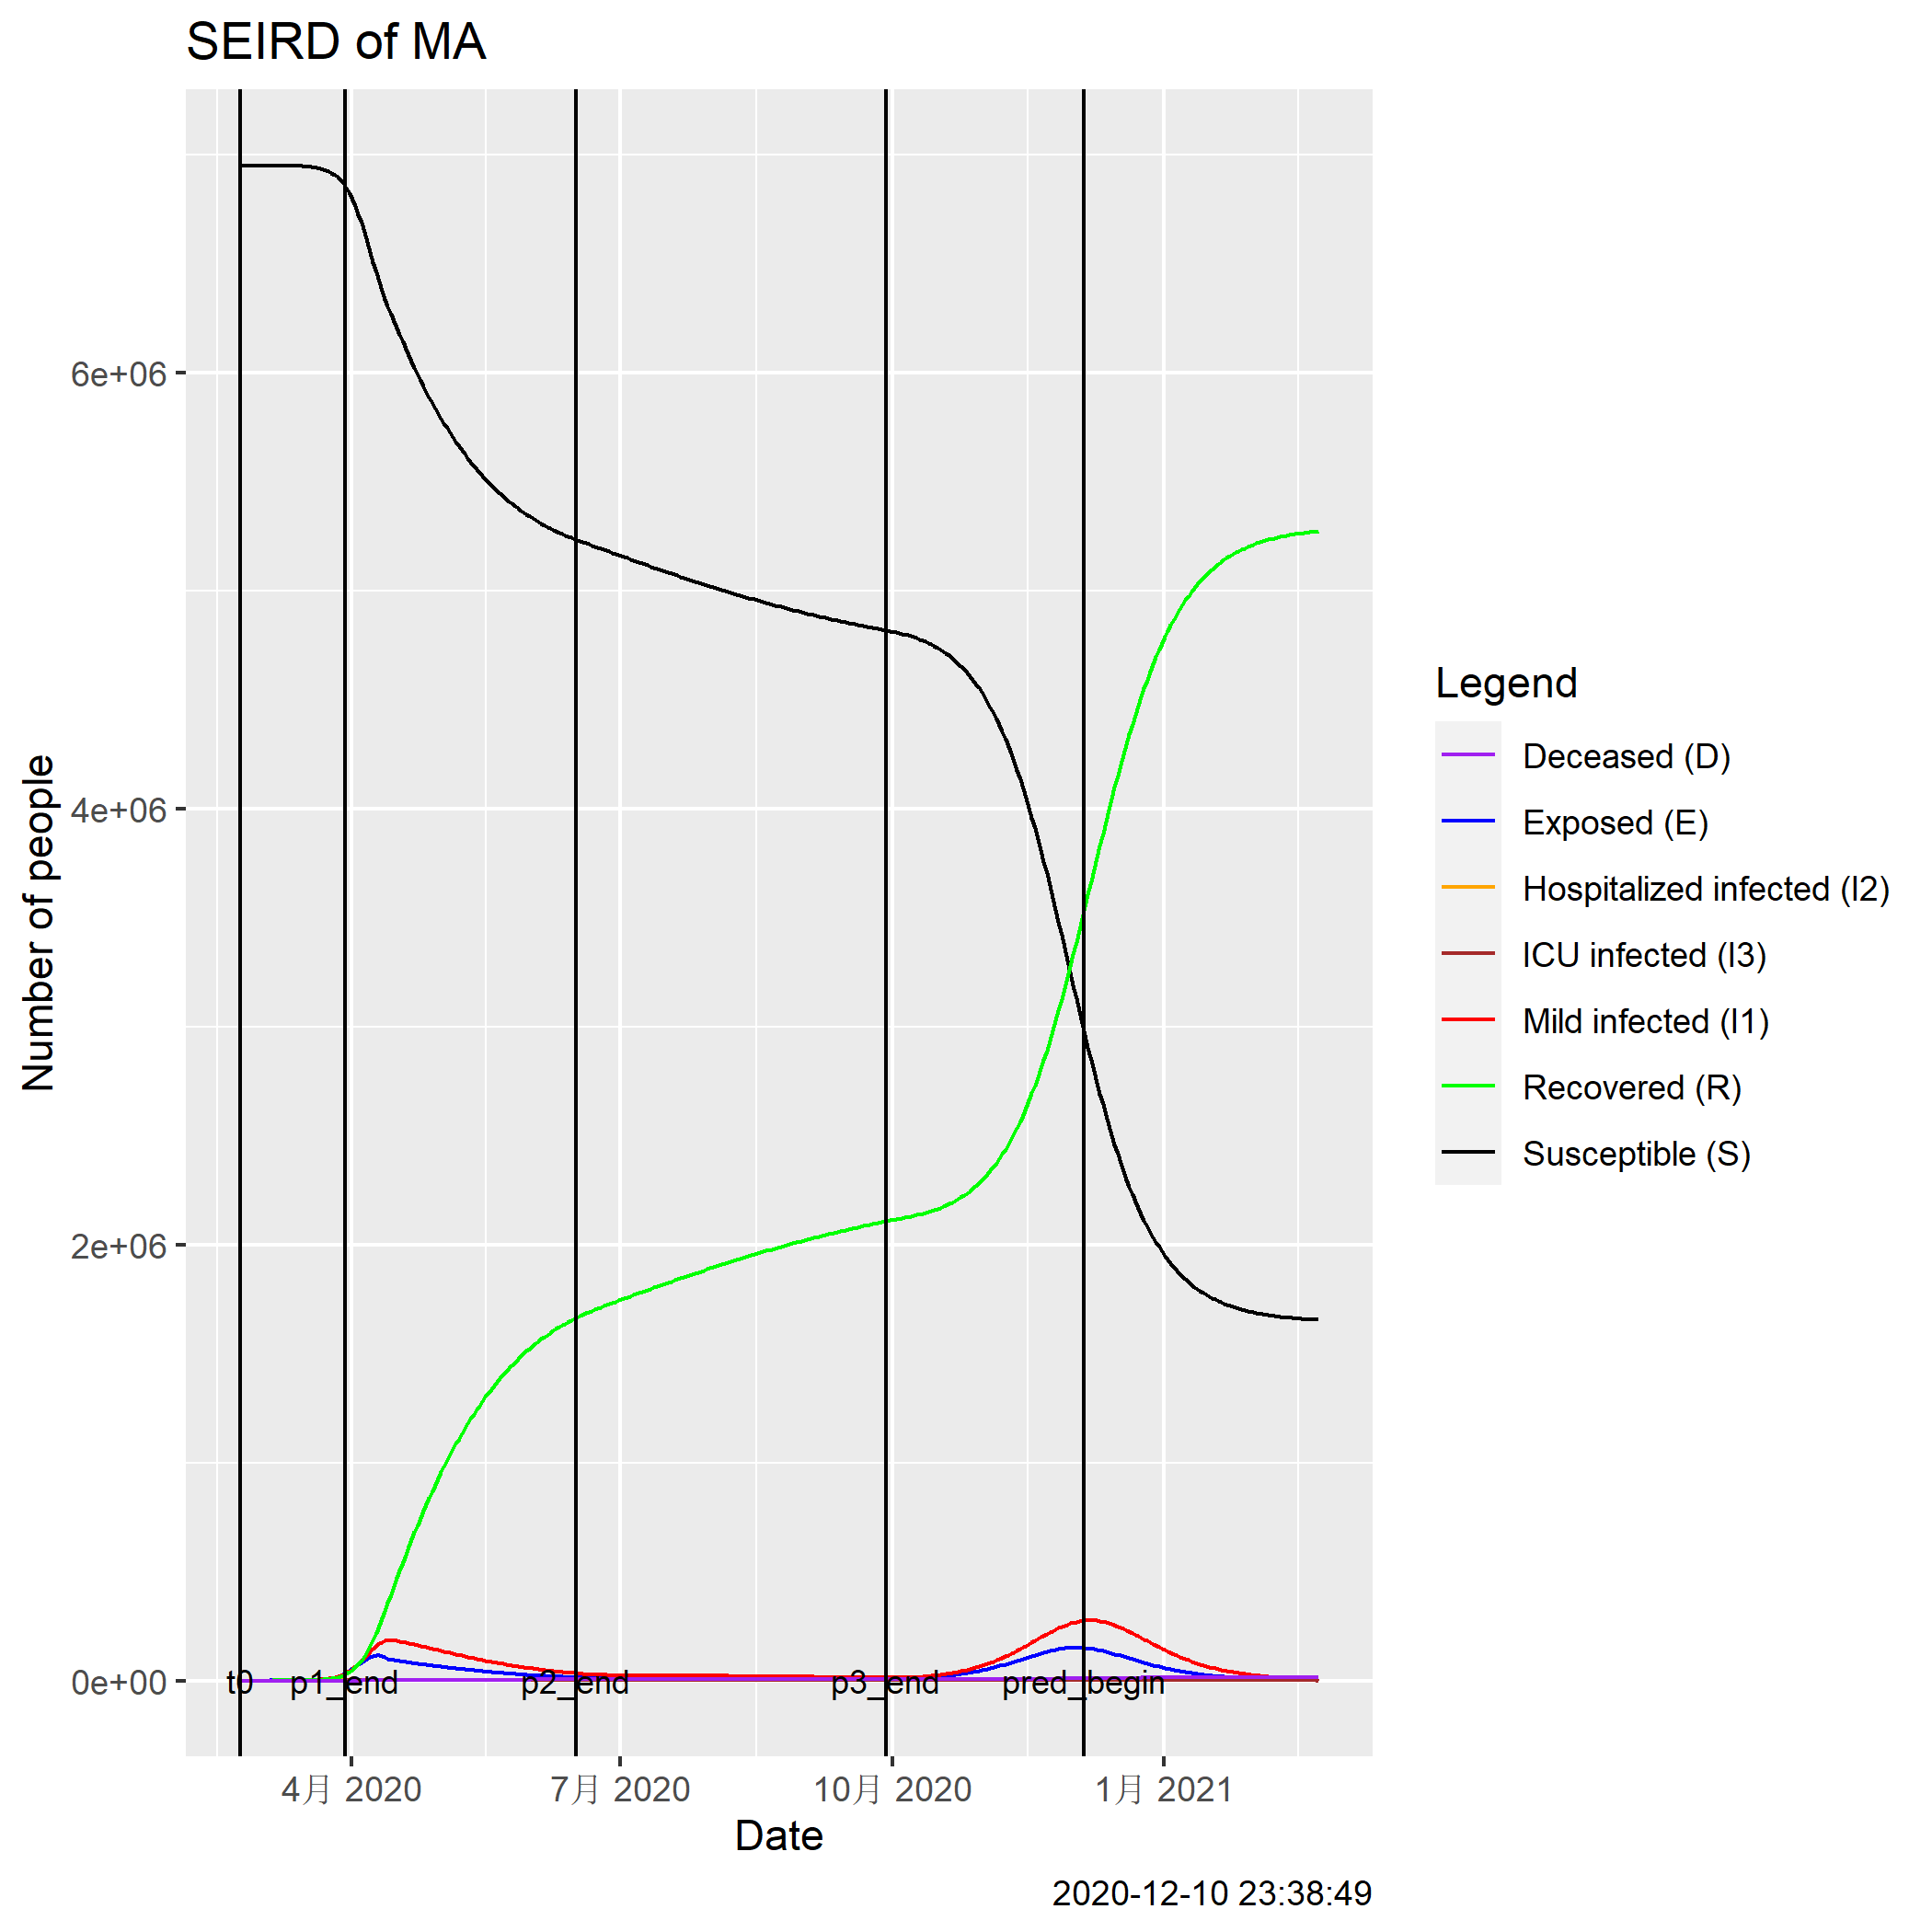 SEIRD of MA
Number of people
6e+06
4e+06
2e+06
0e+00
t0 p1_end p2_end p3_end pred_begin
4月 2020 7月 2020 10月 2020 1月 2021
Date
2020-12-10 23:38:49
Legend
Deceased (D)
Exposed (E)
Hospitalized infected (I2)
ICU infected (I3)
Mild infected (I1)
Recovered (R)
Susceptible (S)